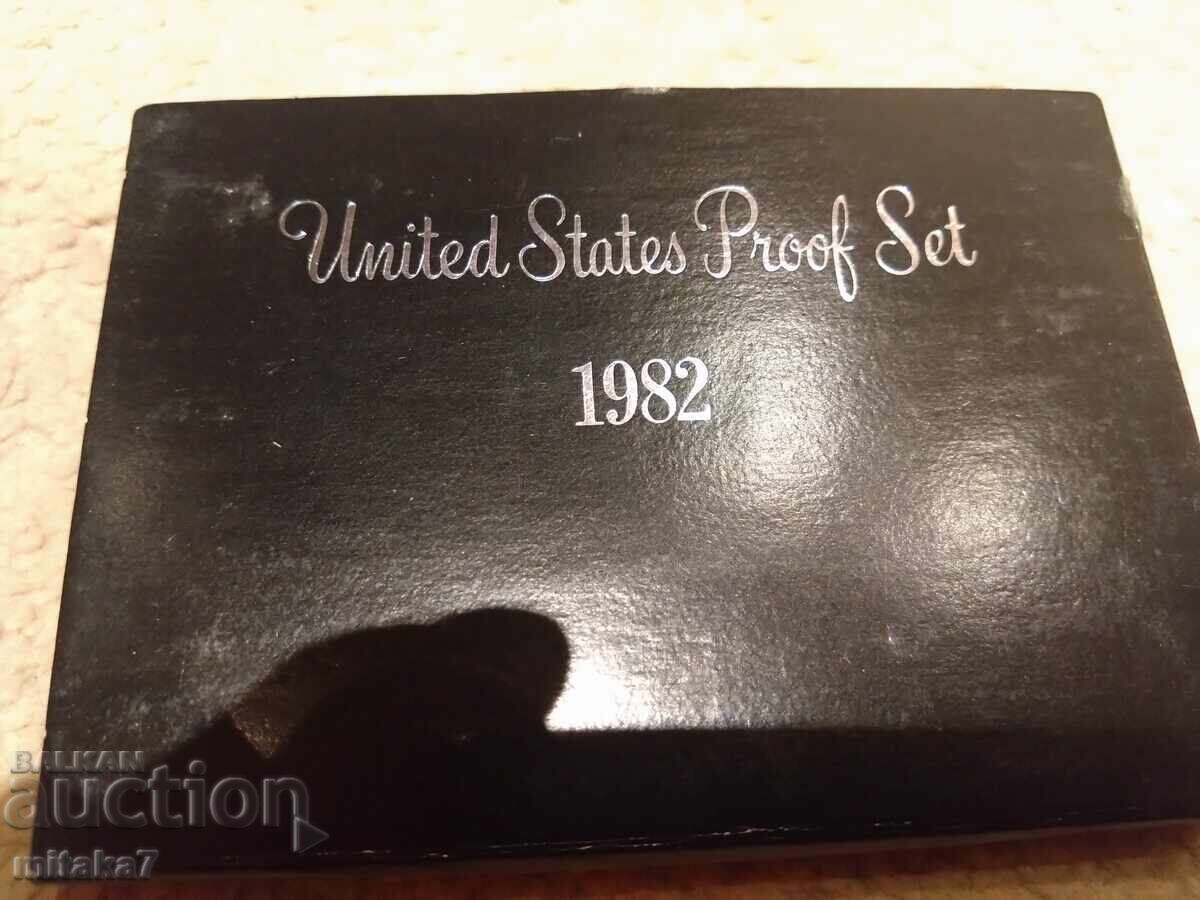 United States Proof Set
1982
BALKAN
auction
mitaka7